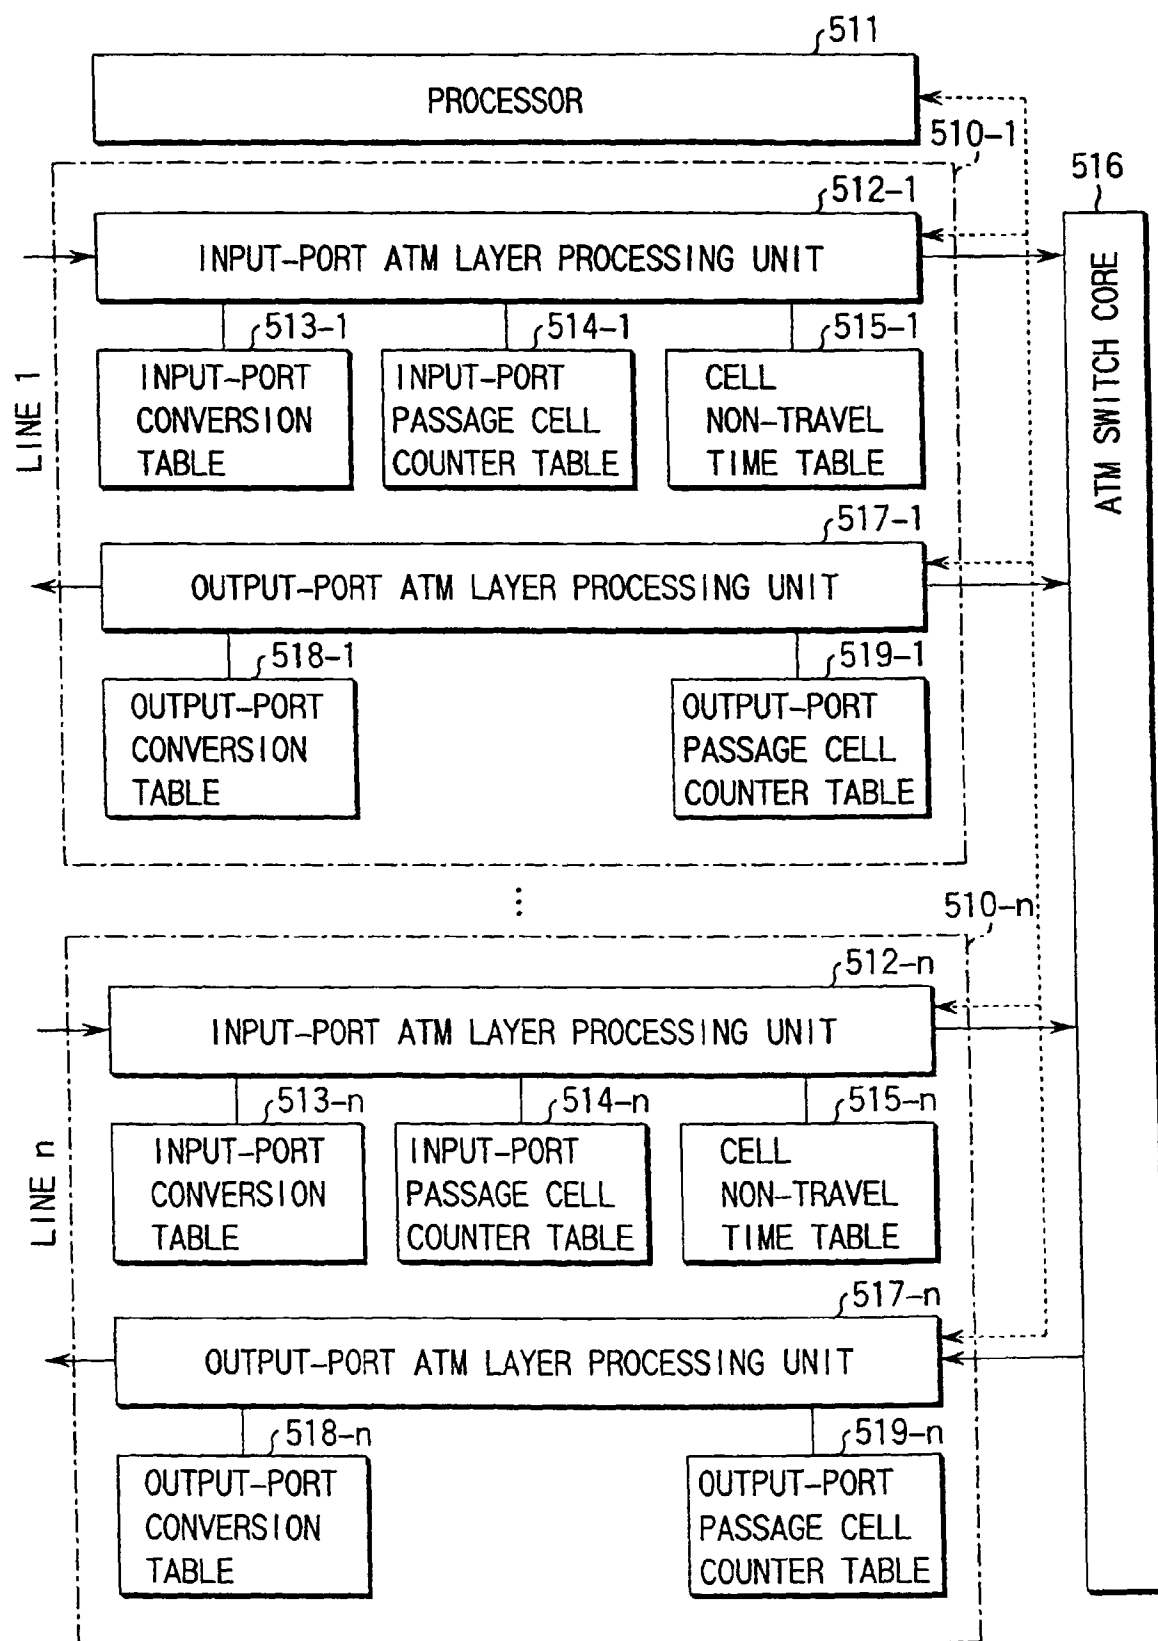 511
PROCESSOR
510-1
516
512-1
INPUT-PORT ATM LAYER PROCESSING UNIT
ATM SWITCH CORE
LINE 1
513-1
514-1
515-1
INPUT-PORT
CONVERSION
TABLE
INPUT-PORT
PASSAGE CELL
COUNTER TABLE
CELL
NON-TRAVEL
TIME TABLE
517-1
OUTPUT-PORT ATM LAYER PROCESSING UNIT
518-1
519-1
OUTPUT-PORT
CONVERSION
TABLE
OUTPUT-PORT
PASSAGE CELL
COUNTER TABLE
⋮
510-n
512-n
INPUT-PORT ATM LAYER PROCESSING UNIT
LINE n
513-n
514-n
515-n
INPUT-PORT
CONVERSION
TABLE
INPUT-PORT
PASSAGE CELL
COUNTER TABLE
CELL
NON-TRAVEL
TIME TABLE
517-n
OUTPUT-PORT ATM LAYER PROCESSING UNIT
518-n
519-n
OUTPUT-PORT
CONVERSION
TABLE
OUTPUT-PORT
PASSAGE CELL
COUNTER TABLE